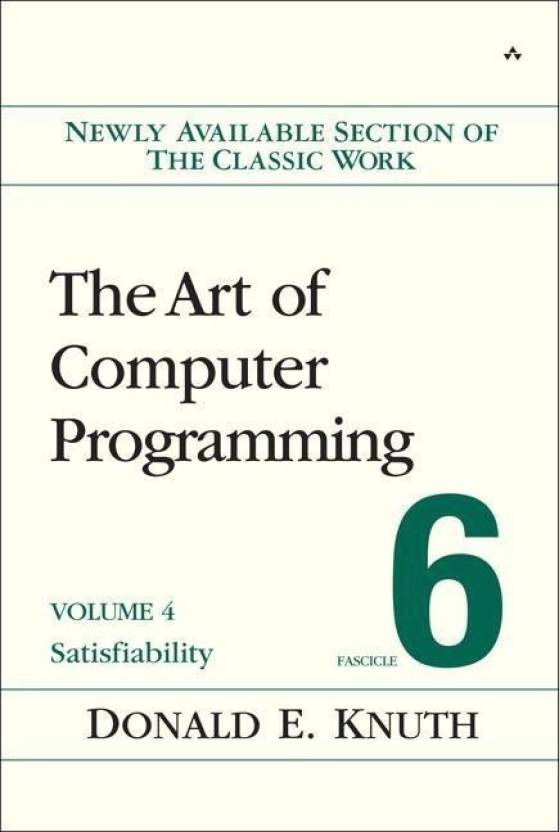 NEWLY AVAILABLE SECTION OF
THE CLASSIC WORK
The Art of
Computer
Programming
VOLUME 4
Satisfiability
FASCICLE 6
DONALD E. KNUTH